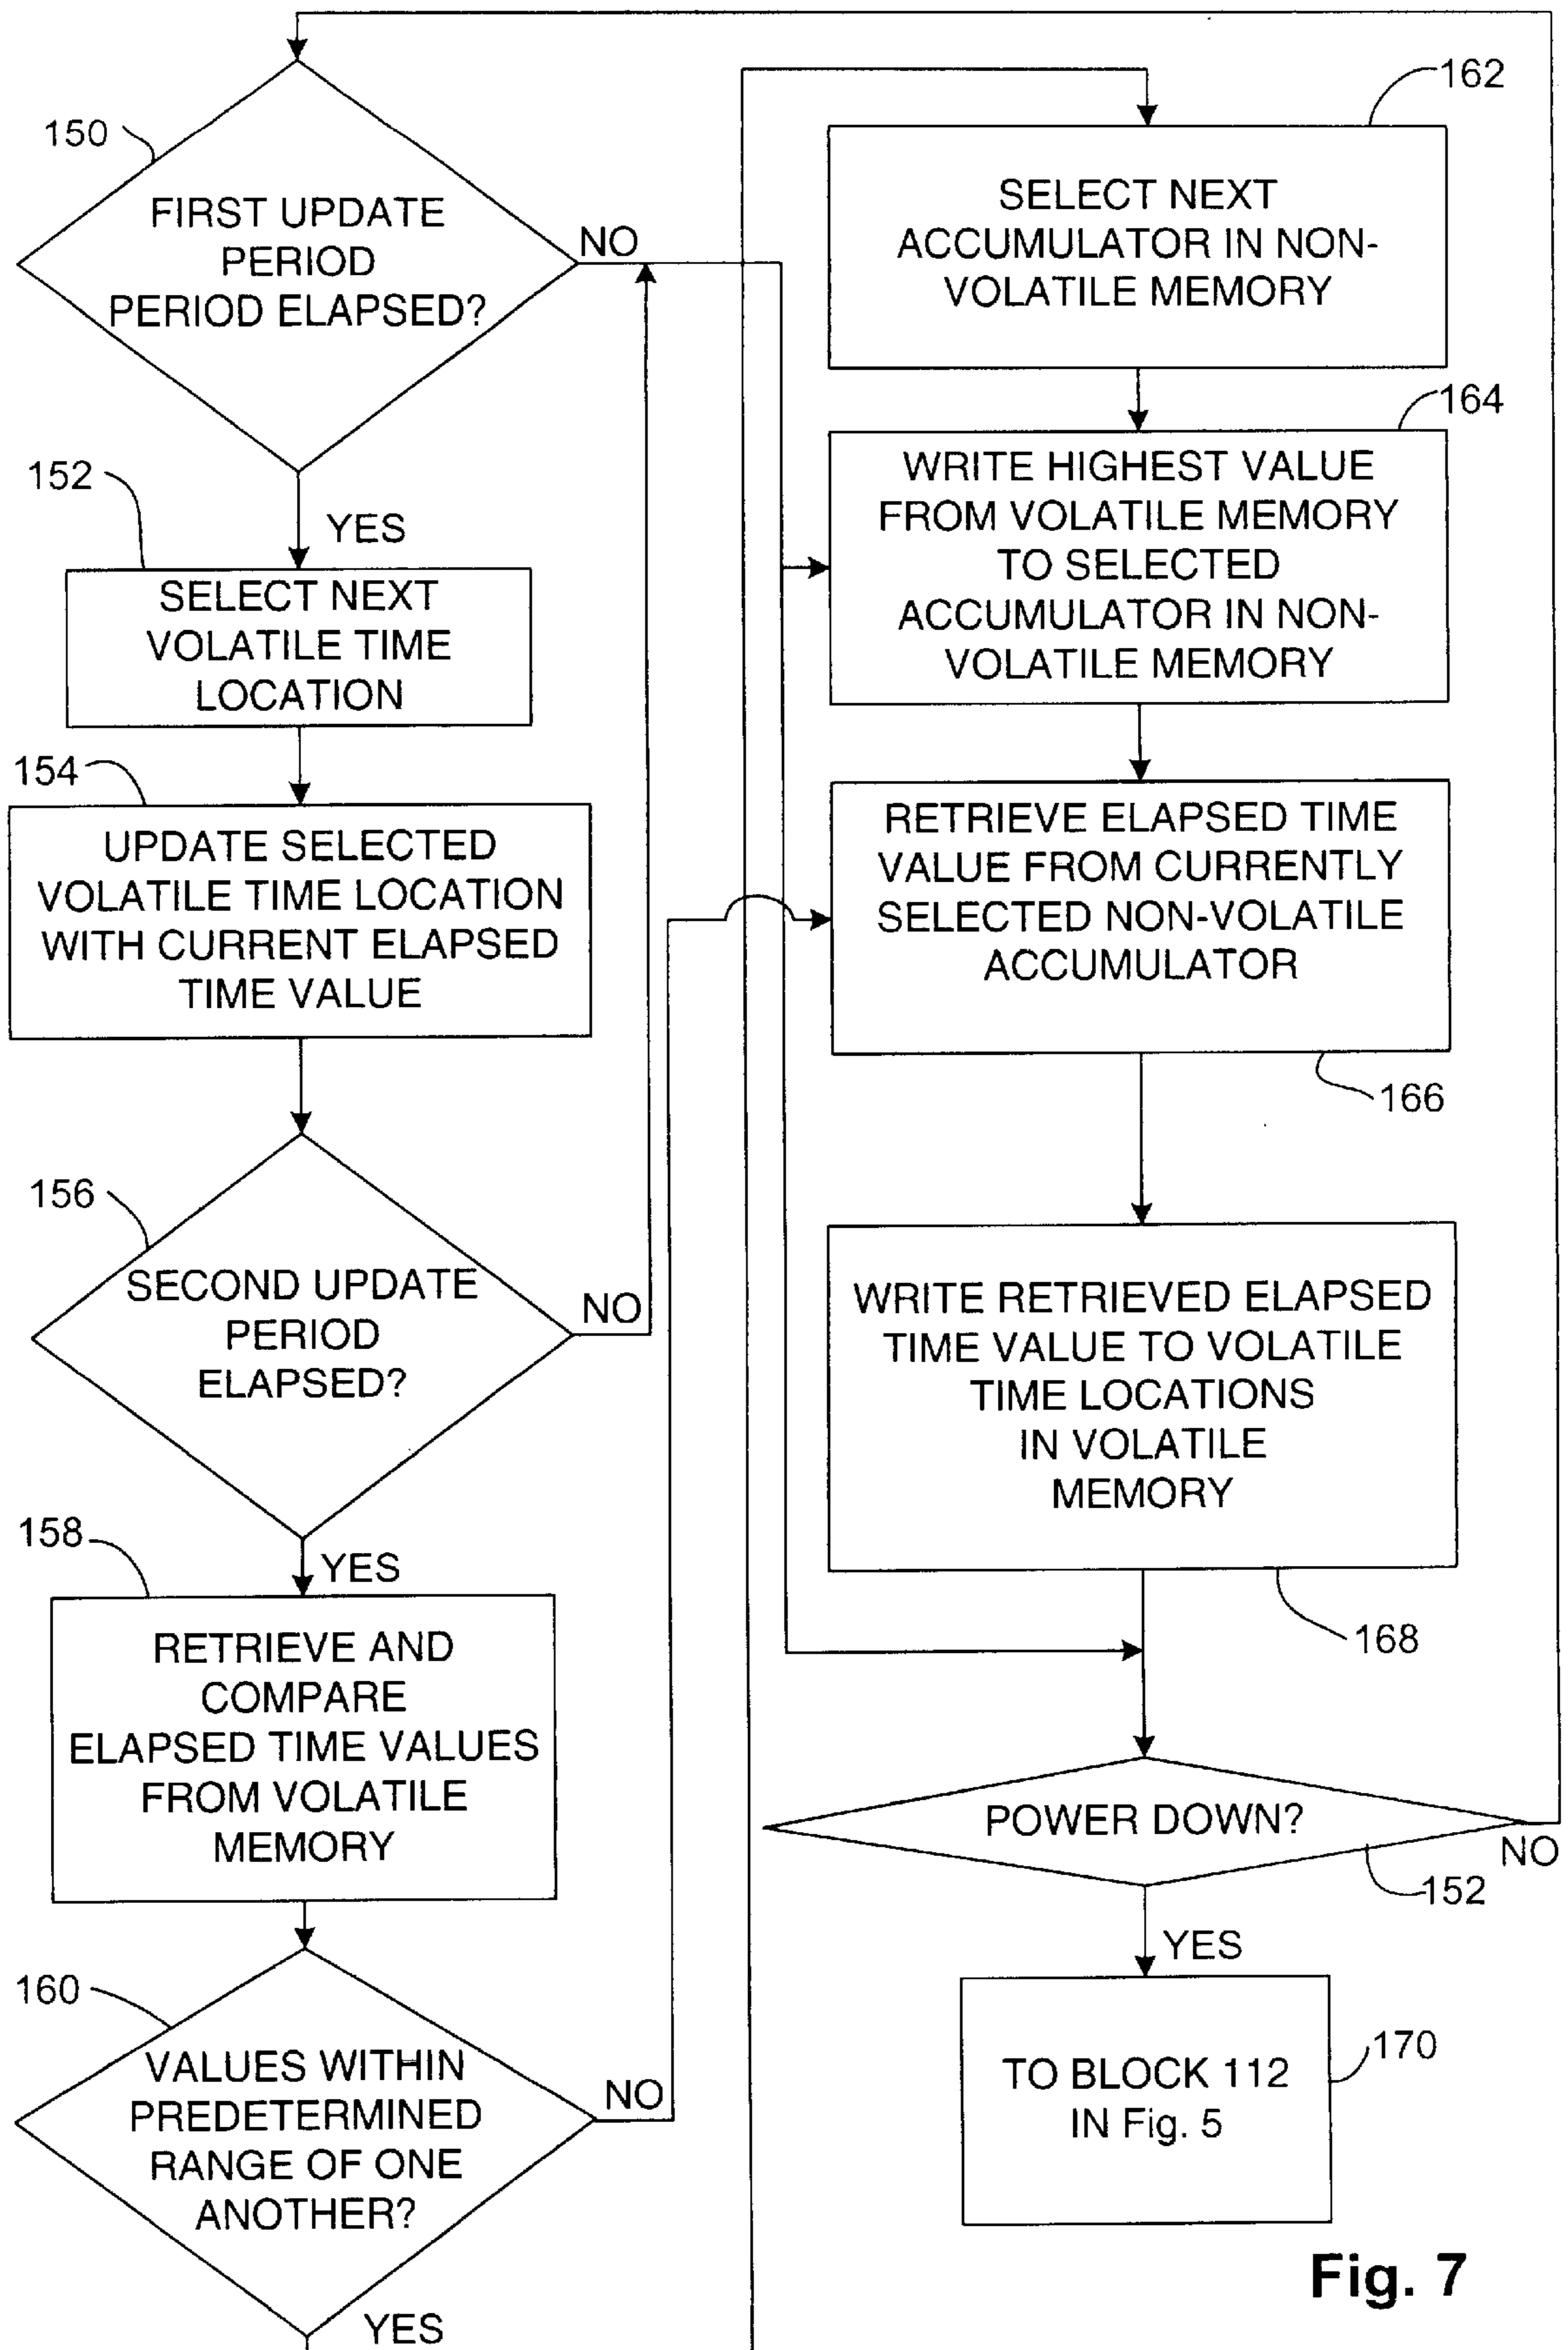 150
FIRST UPDATE
PERIOD
PERIOD ELAPSED?
NO
YES
152
SELECT NEXT
VOLATILE TIME
LOCATION
154
UPDATE SELECTED
VOLATILE TIME LOCATION
WITH CURRENT ELAPSED
TIME VALUE
156
SECOND UPDATE
PERIOD
ELAPSED?
NO
YES
158
RETRIEVE AND
COMPARE
ELAPSED TIME VALUES
FROM VOLATILE
MEMORY
160
VALUES WITHIN
PREDETERMINED
RANGE OF ONE
ANOTHER?
NO
YES
162
SELECT NEXT
ACCUMULATOR IN NON-
VOLATILE MEMORY
164
WRITE HIGHEST VALUE
FROM VOLATILE MEMORY
TO SELECTED
ACCUMULATOR IN NON-
VOLATILE MEMORY
RETRIEVE ELAPSED TIME
VALUE FROM CURRENTLY
SELECTED NON-VOLATILE
ACCUMULATOR
166
WRITE RETRIEVED ELAPSED
TIME VALUE TO VOLATILE
TIME LOCATIONS
IN VOLATILE
MEMORY
168
POWER DOWN?
NO
152
YES
TO BLOCK 112
IN Fig. 5
170
Fig. 7